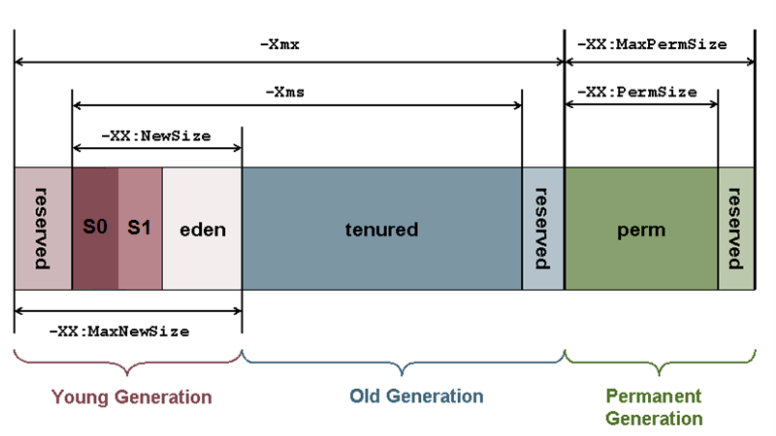 -Xmx
-XX:MaxPermSize
-Xms
-XX:PermSize
-XX:NewSize
reserved
S0
S1
eden
tenured
reserved
perm
reserved
-XX:MaxNewSize
Young Generation
Old Generation
Permanent
Generation